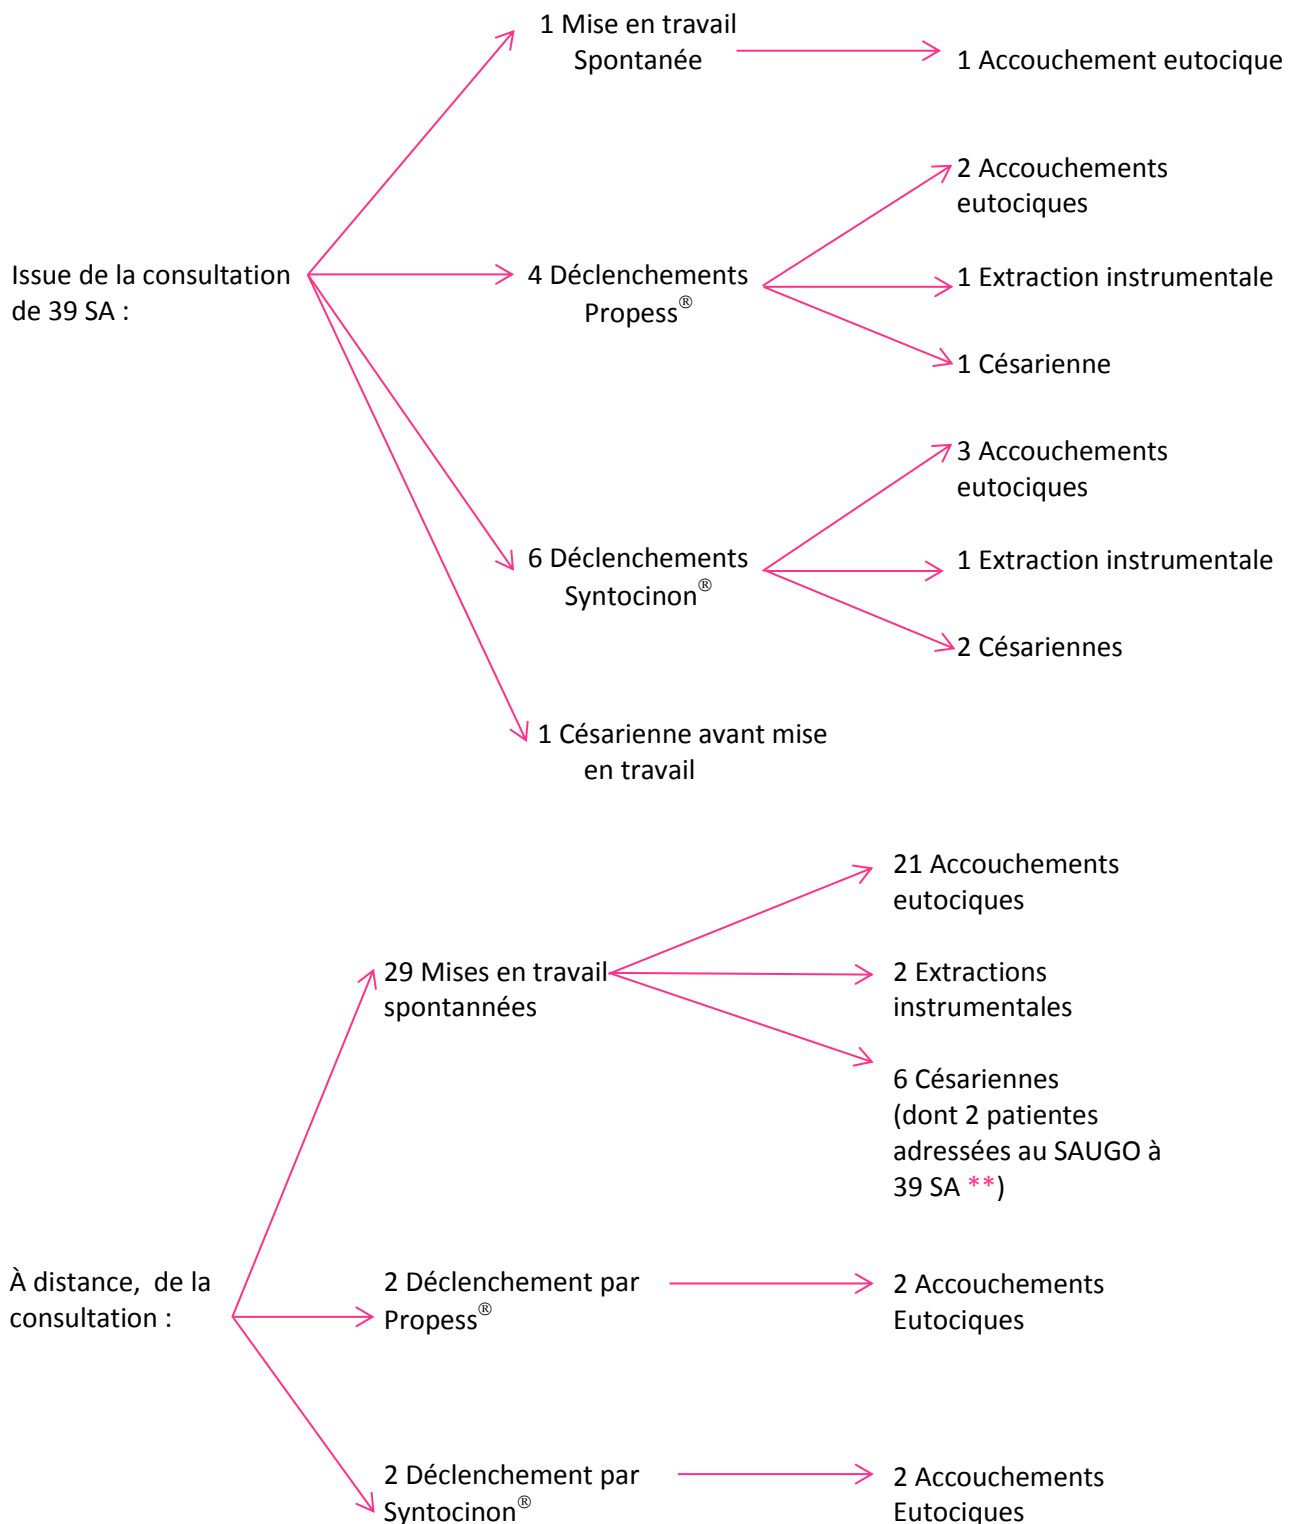 1 Mise en travail
Spontanée
1 Accouchement eutocique
2 Accouchements
eutociques
Issue de la consultation
de 39 SA :
4 Déclenchements
Propess®
1 Extraction instrumentale
1 Césarienne
3 Accouchements
eutociques
6 Déclenchements
Syntocinon®
1 Extraction instrumentale
2 Césariennes
1 Césarienne avant mise
en travail
21 Accouchements
eutociques
29 Mises en travail
spontannées
2 Extractions
instrumentales
6 Césariennes
(dont 2 patientes
adressées au SAUGO à
39 SA **)
À distance, de la
consultation :
2 Déclenchement par
Propess®
2 Accouchements
Eutociques
2 Déclenchement par
Syntocinon®
2 Accouchements
Eutociques